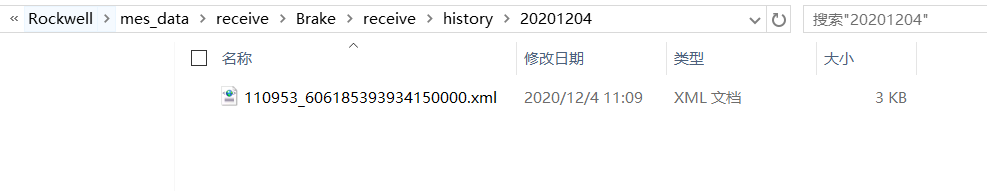 « Rockwell › mes_data › receive › Brake › receive › history › 20201204 搜索"20201204"
名称 修改日期 类型 大小
110953_606185393934150000.xml 2020/12/4 11:09 XML 文档 3 KB